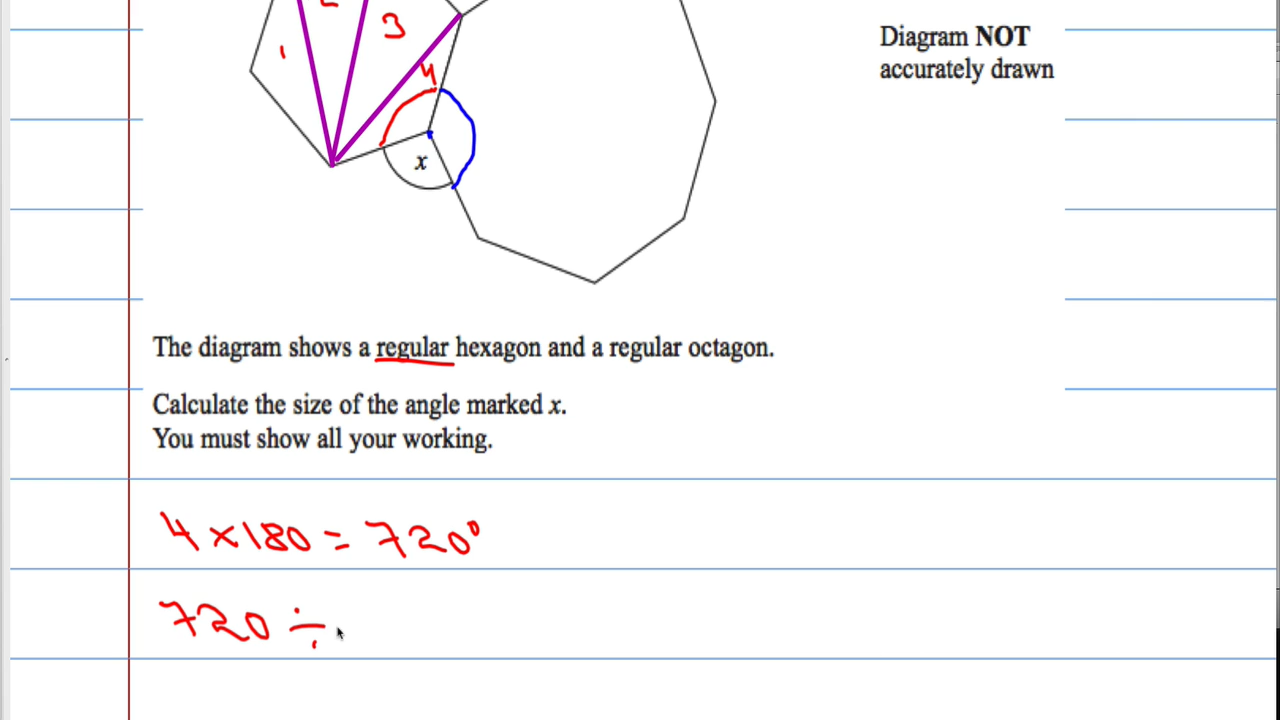 2
3
Diagram NOT
1
accurately drawn
4
x
The diagram shows a regular hexagon and a regular octagon.
Calculate the size of the angle marked x.
You must show all your working.
4 × 180 = 720°
720 ÷